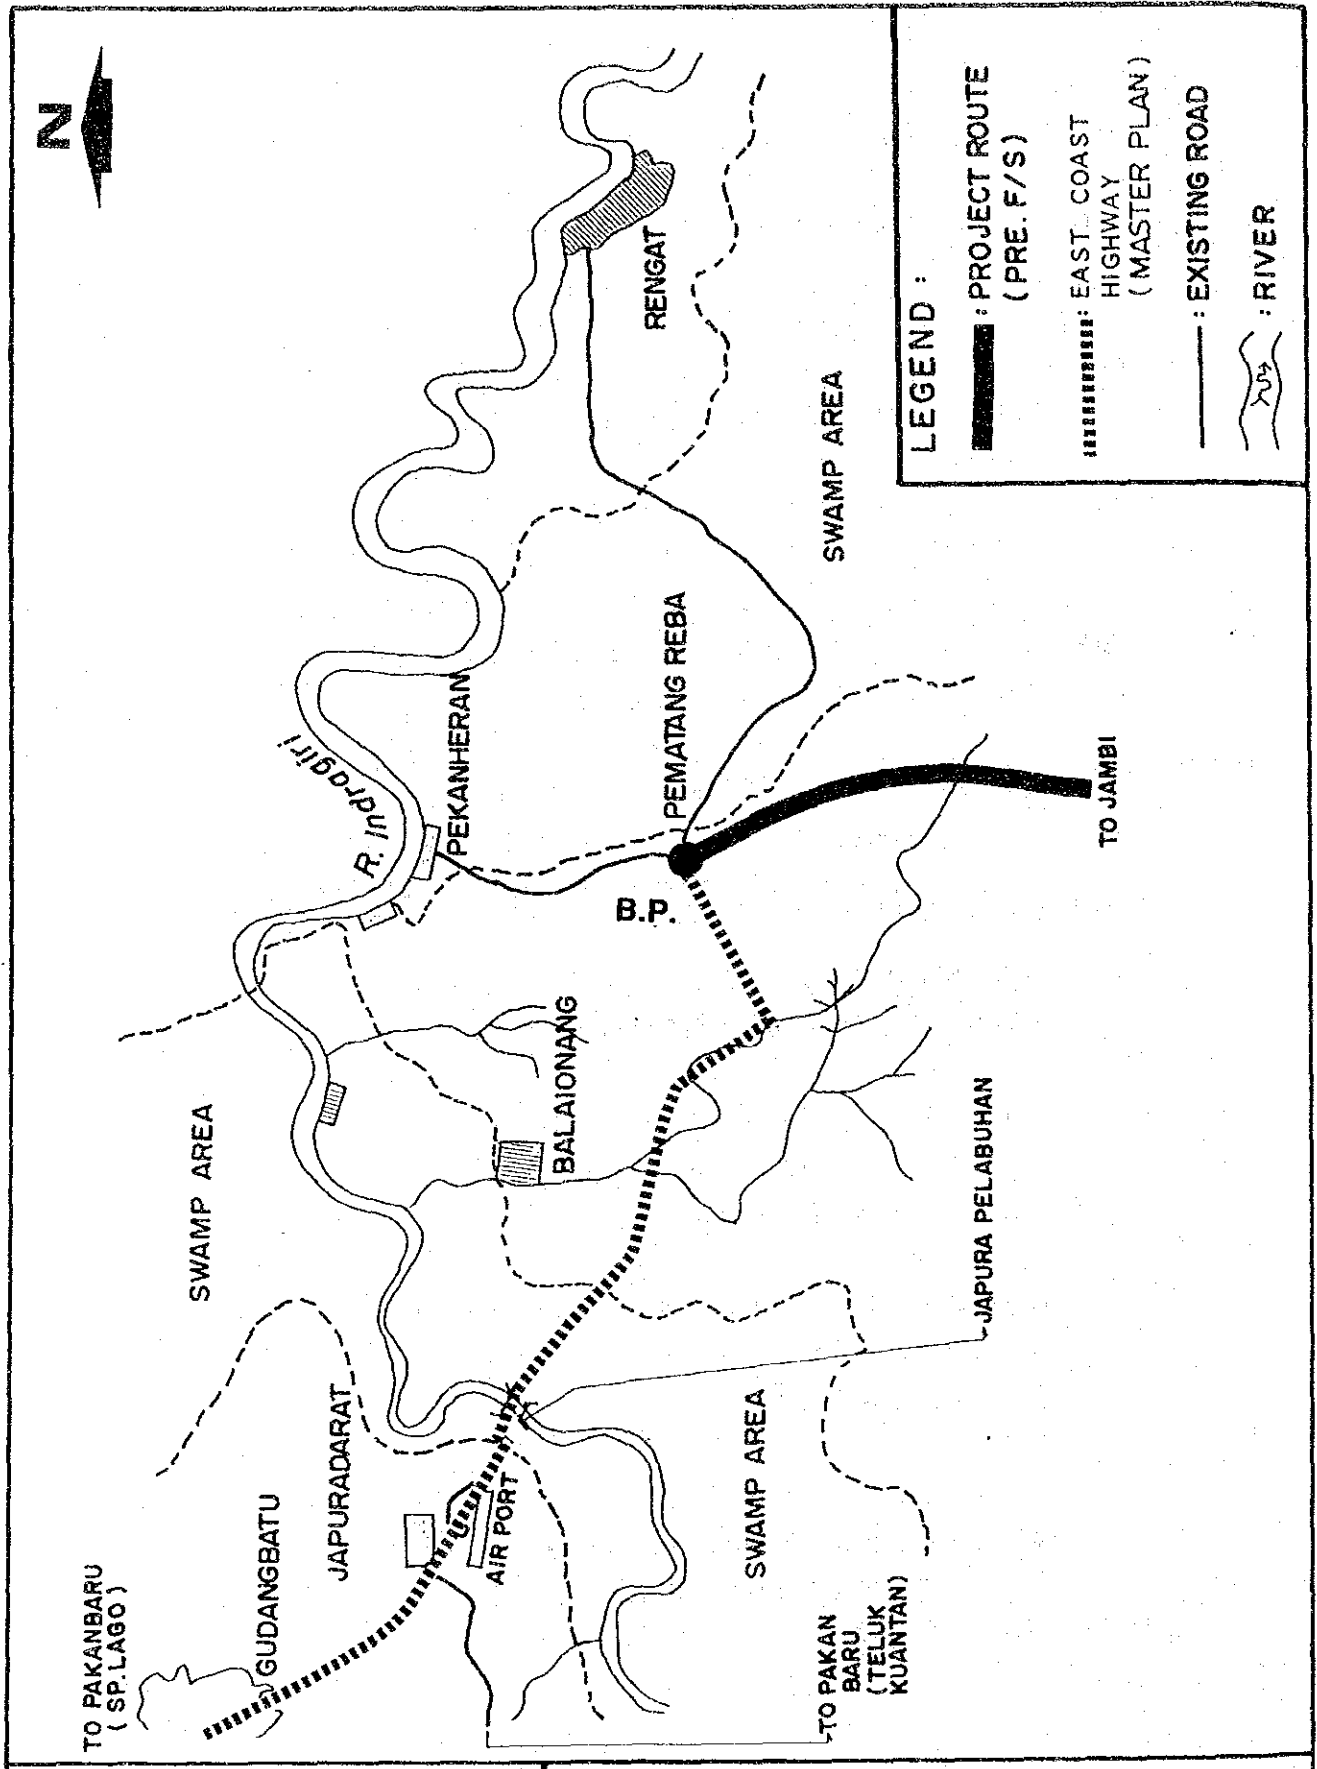 N
TO PAKANBARU
(SP. LAGO)
GUDANGBATU
JAPURADARAT
AIR PORT
TO PAKAN
BARU
(TELUK
KUANTAN)
SWAMP AREA
SWAMP AREA
JAPURA PELABUHAN
BALAIONANG
R. Indragiri
PEKANHERAN
B.P.
PEMATANG REBA
TO JAMBI
RENGAT
SWAMP AREA
LEGEND :
: PROJECT ROUTE
(PRE. F/S)
: EAST COAST
HIGHWAY
(MASTER PLAN)
: EXISTING ROAD
: RIVER